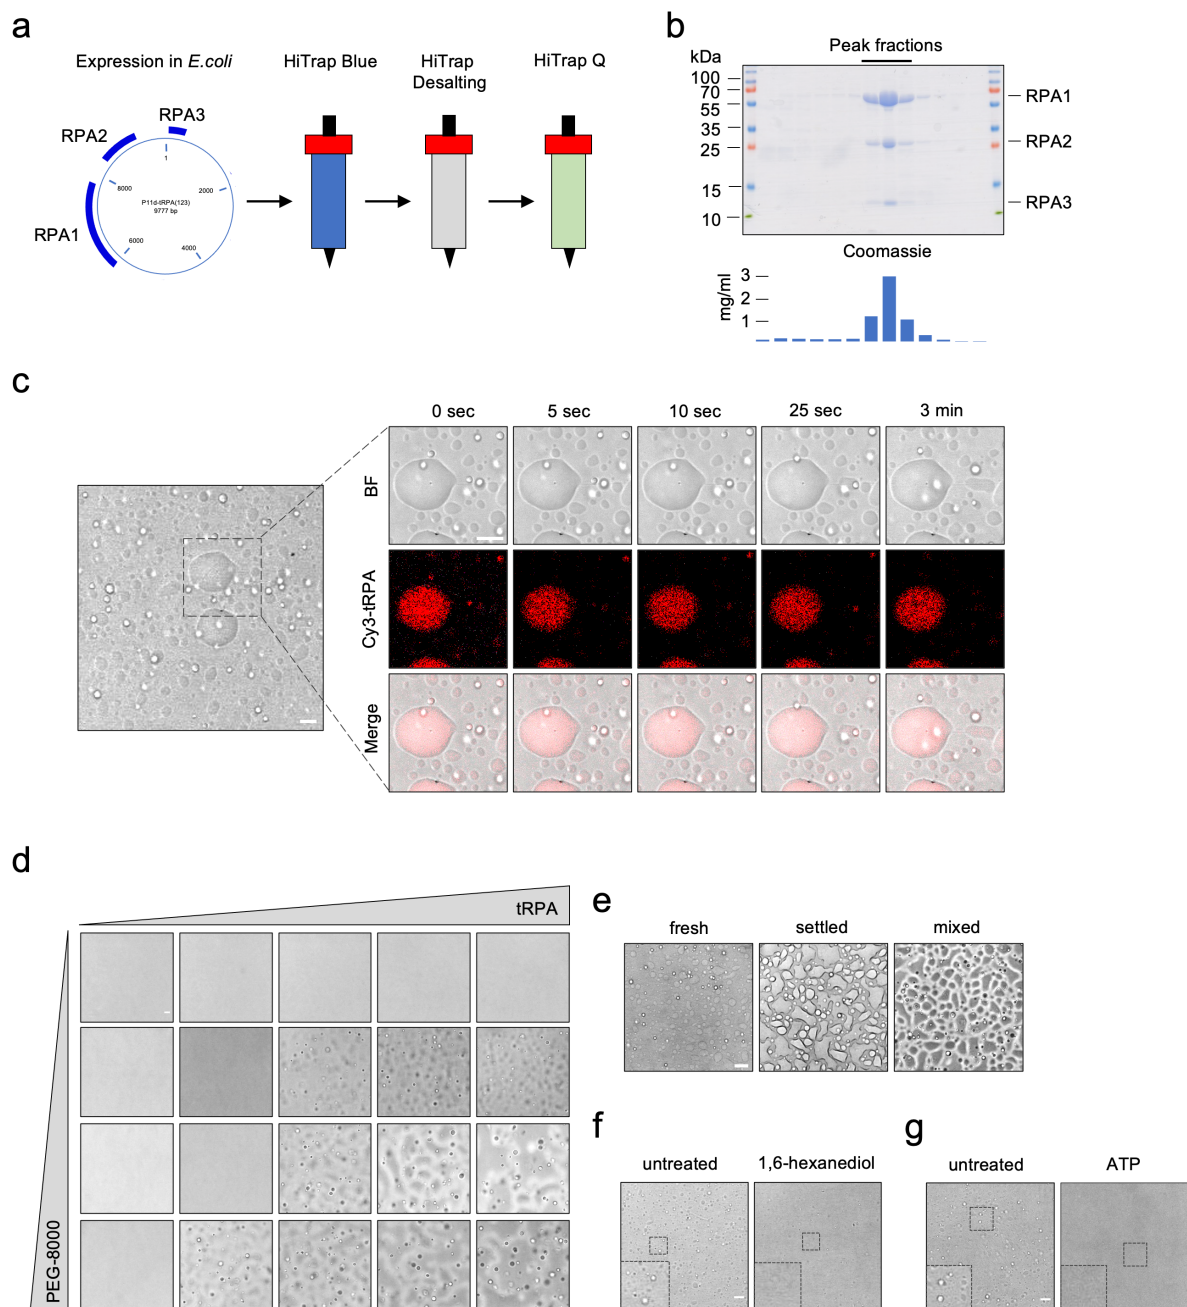 a
Expression in E.coli
HiTrap Blue
HiTrap
Desalting
HiTrap Q
RPA3
RPA2
RPA1
1
2000
4000
6000
8000
P11d-tRPA(123)
9777 bp
b
Peak fractions
kDa
100
70
55
35
25
15
10
RPA1
RPA2
RPA3
Coomassie
mg/ml
3
2
1
c
0 sec
5 sec
10 sec
25 sec
3 min
BF
Cy3-tRPA
Merge
d
tRPA
PEG-8000
e
fresh
settled
mixed
f
untreated
1,6-hexanediol
g
untreated
ATP